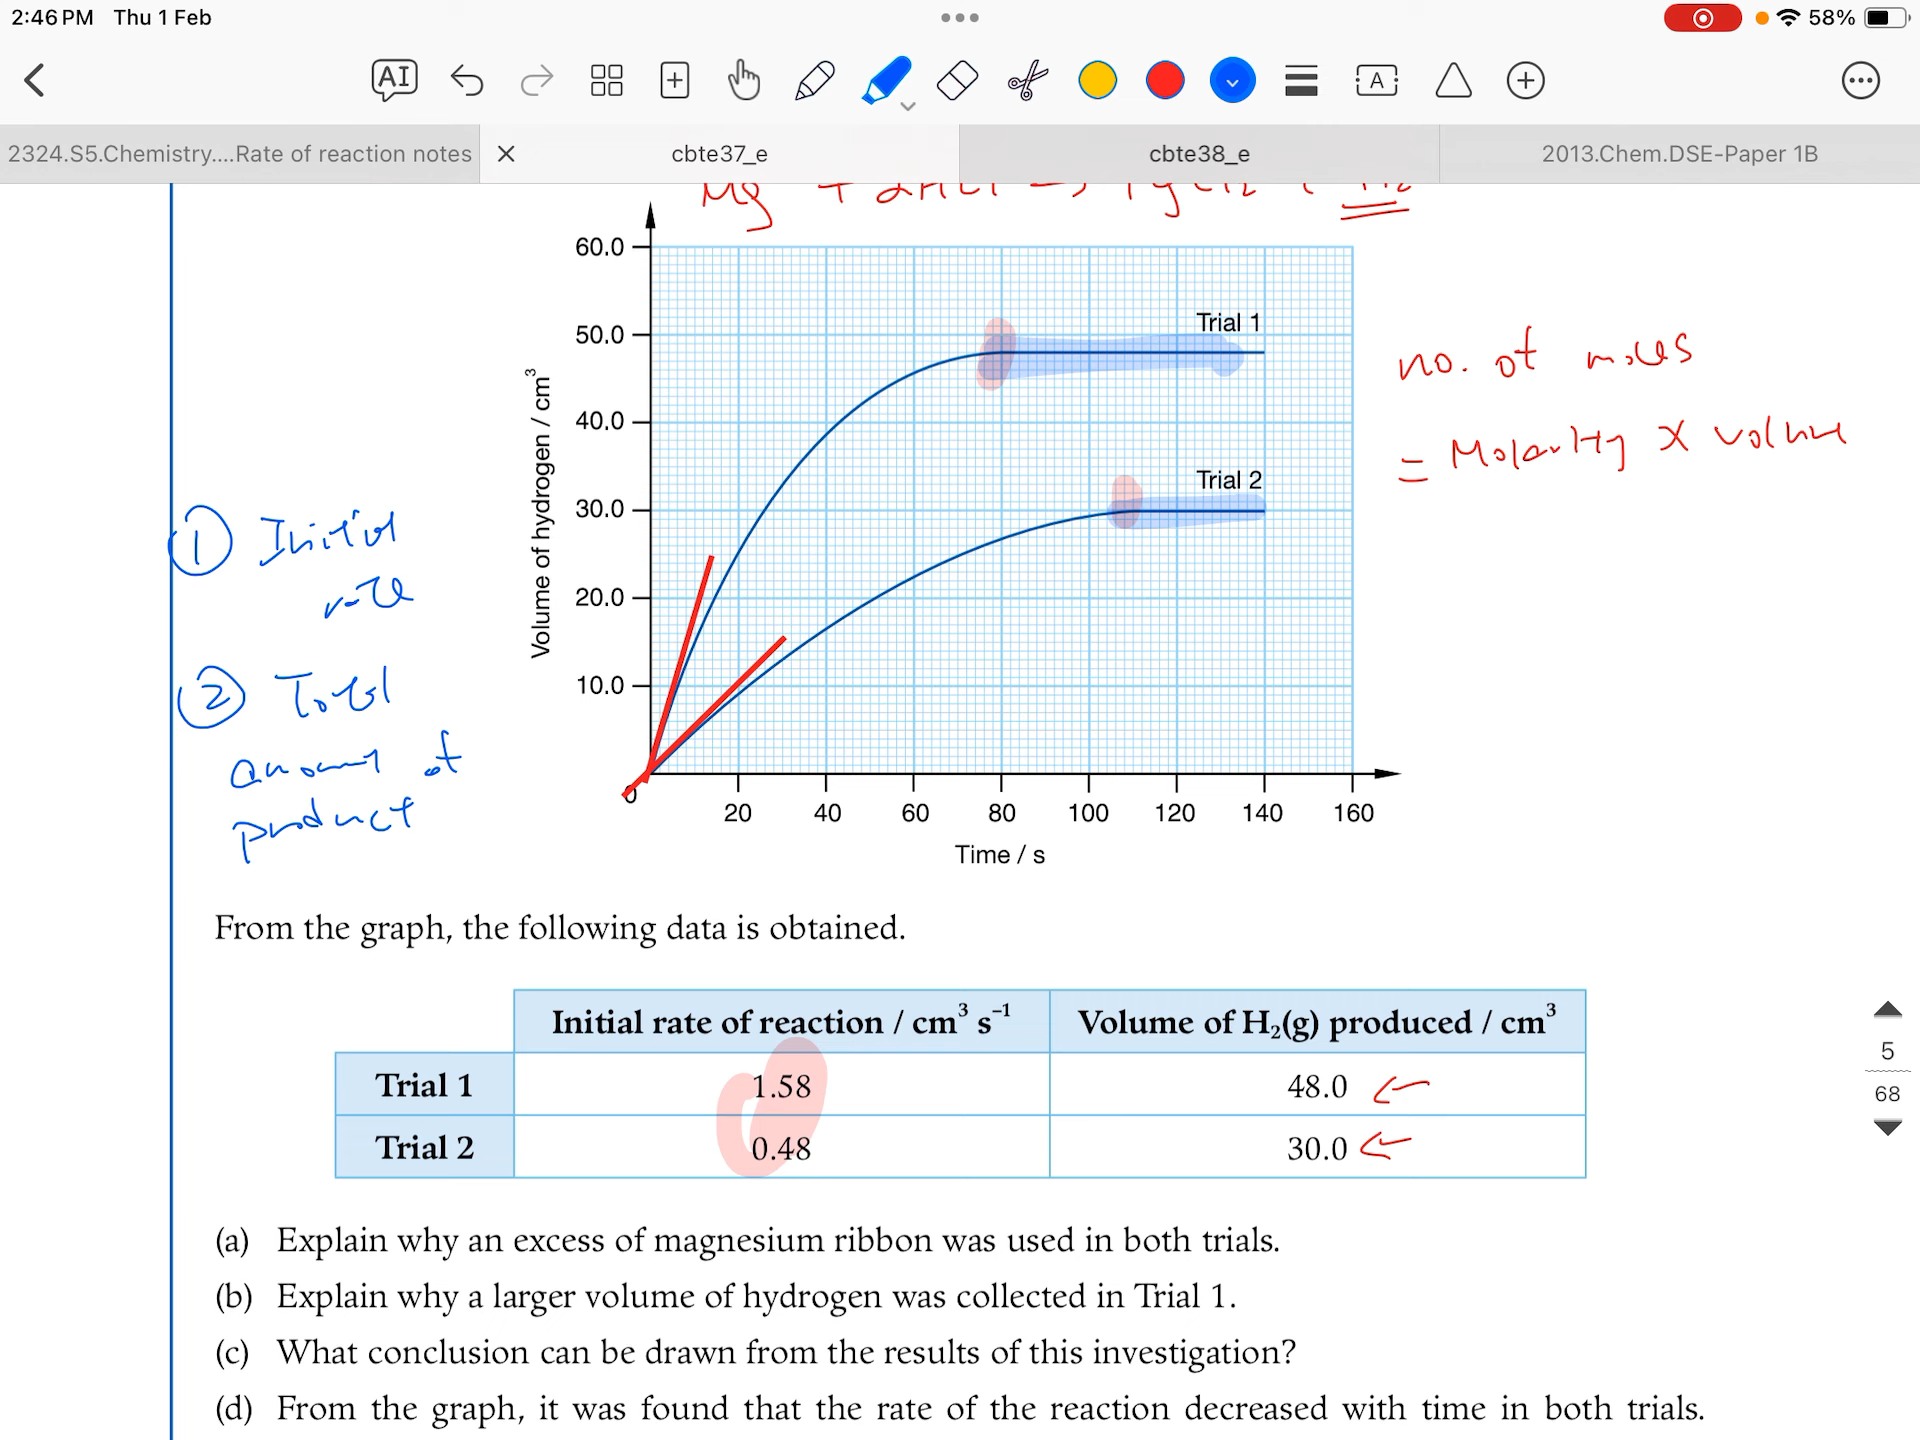 2:46 PM Thu 1 Feb
58%
AI
A
2324.S5.Chemistry....Rate of reaction notes
cbte37_e
cbte38_e
2013.Chem.DSE-Paper 1B
60.0
50.0
40.0
30.0
20.0
10.0
0
Volume of hydrogen / cm³
Trial 1
Trial 2
20 40 60 80 100 120 140 160
Time / s
no. of moles
= Molarity × volume
① Initial
rate
② Total
amount of
product
From the graph, the following data is obtained.
Initial rate of reaction / cm³ s⁻¹ Volume of H₂(g) produced / cm³
Trial 1 1.58 48.0
Trial 2 0.48 30.0
5
68
(a) Explain why an excess of magnesium ribbon was used in both trials.
(b) Explain why a larger volume of hydrogen was collected in Trial 1.
(c) What conclusion can be drawn from the results of this investigation?
(d) From the graph, it was found that the rate of the reaction decreased with time in both trials.